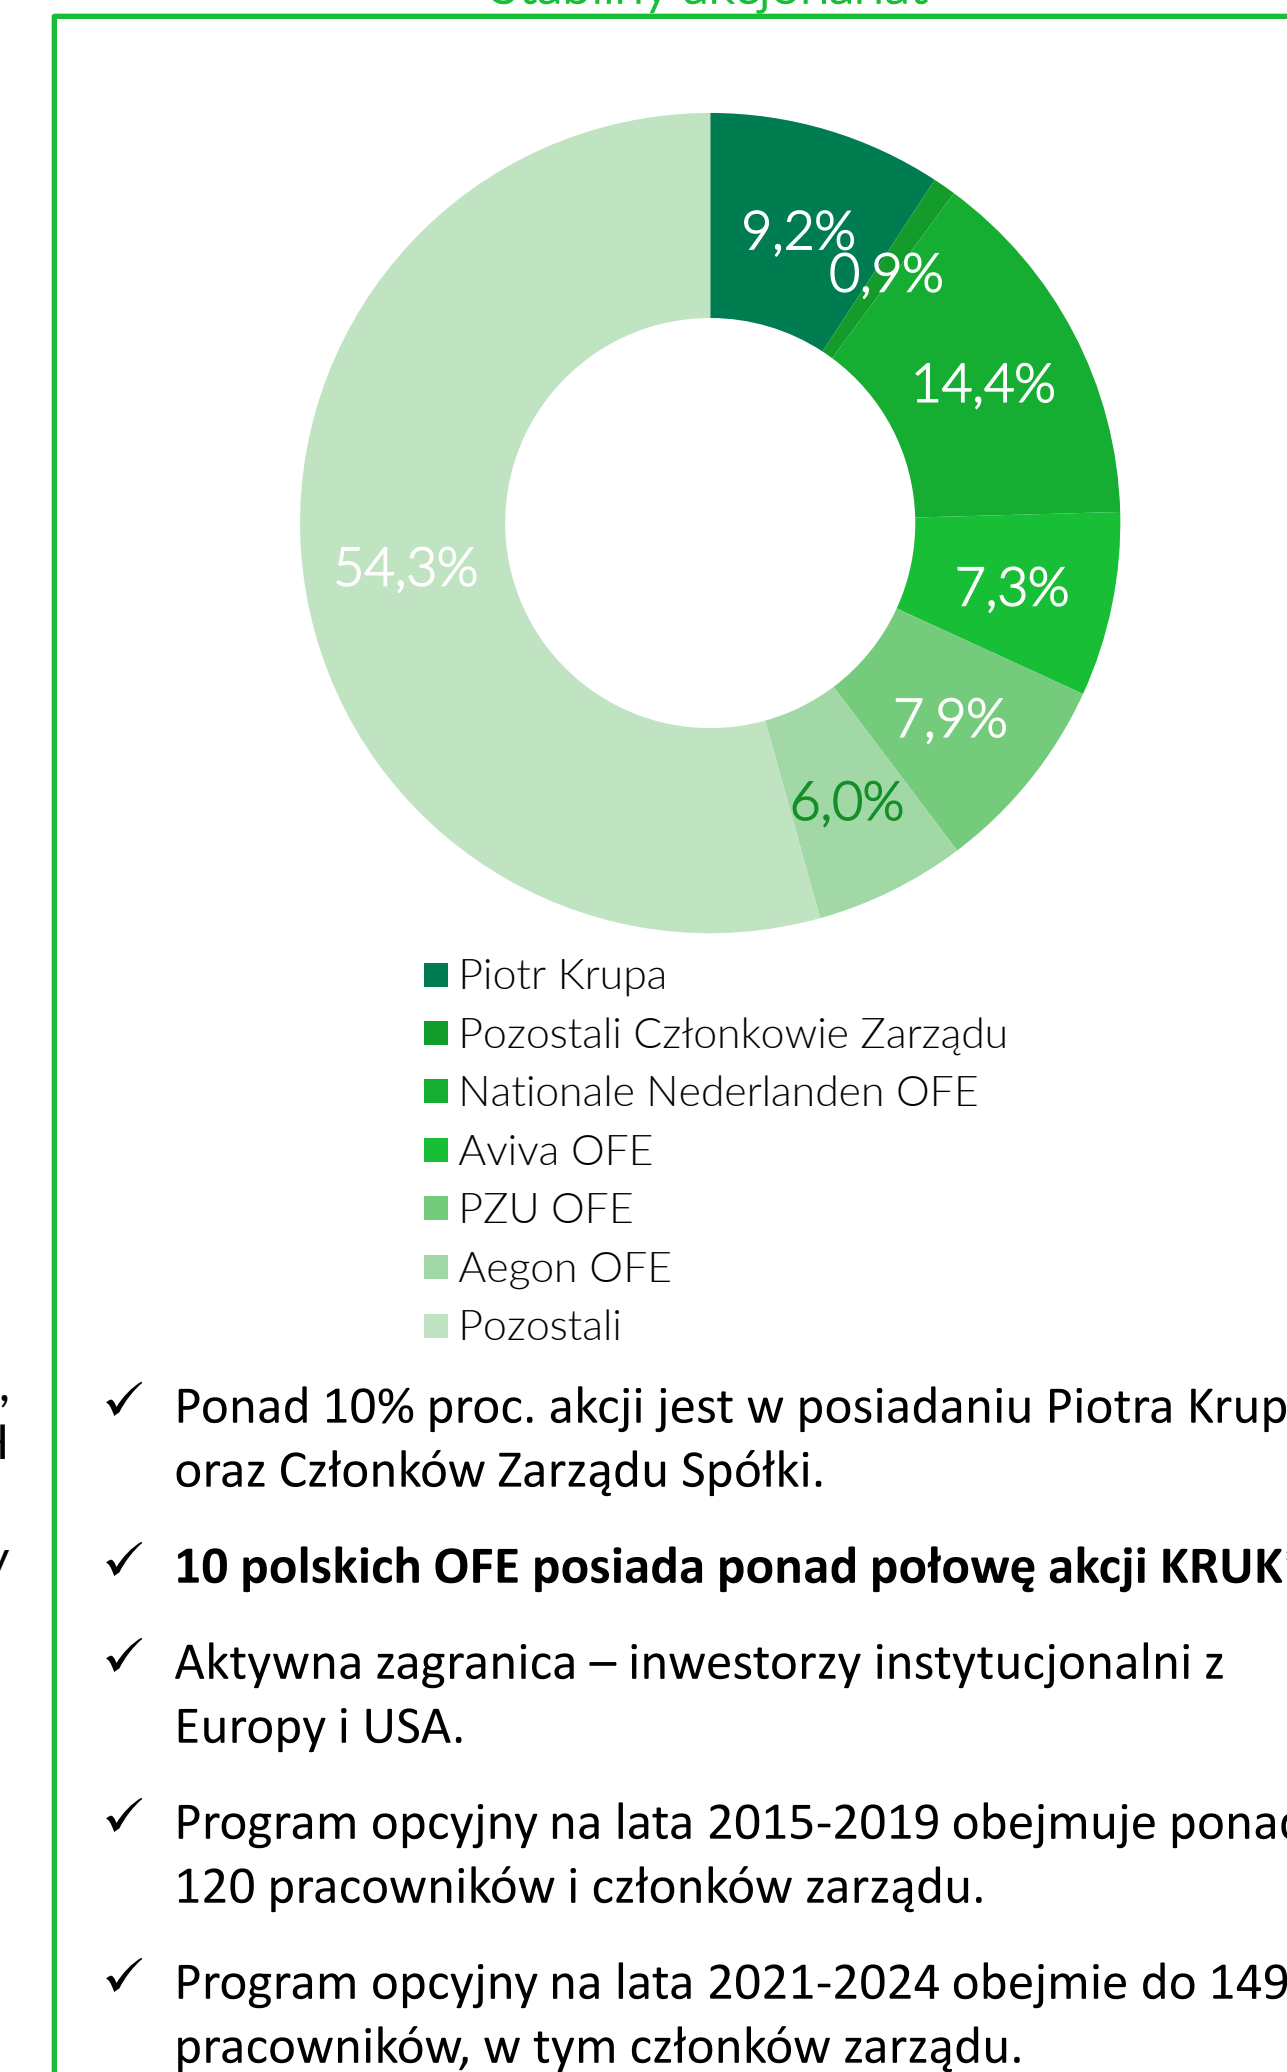 Stabilny akcjonariat
9,2%
0,9%
14,4%
7,3%
7,9%
6,0%
54,3%
Piotr Krupa
Pozostali Członkowie Zarządu
Nationale Nederlanden OFE
Aviva OFE
PZU OFE
Aegon OFE
Pozostali
✓ Ponad 10% proc. akcji jest w posiadaniu Piotra Krup
oraz Członków Zarządu Spółki.
✓ 10 polskich OFE posiada ponad połowę akcji KRUK
✓ Aktywna zagranica – inwestorzy instytucjonalni z
Europy i USA.
✓ Program opcyjny na lata 2015-2019 obejmuje ponad
120 pracowników i członków zarządu.
✓ Program opcyjny na lata 2021-2024 obejmie do 149
pracowników, w tym członków zarządu.